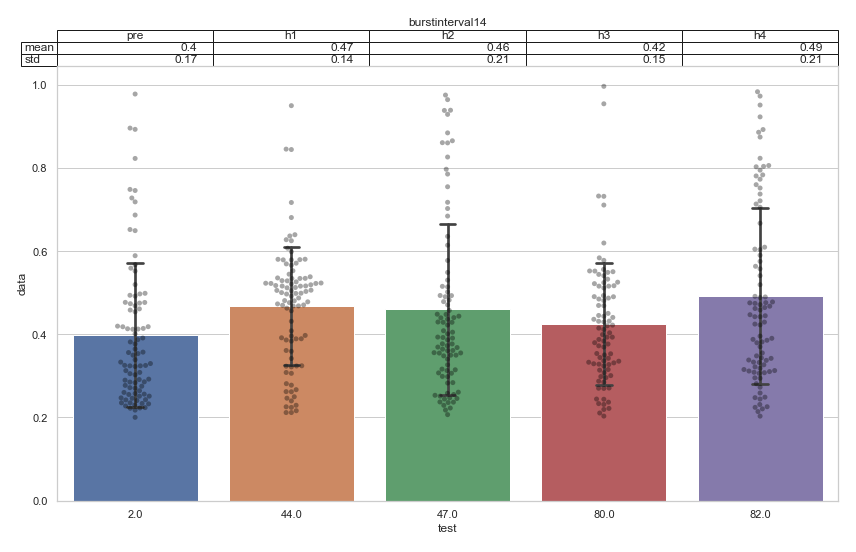 burstinterval14
pre h1 h2 h3 h4
mean 0.4 0.47 0.46 0.42 0.49
std 0.17 0.14 0.21 0.15 0.21
1.0
0.8
0.6
data
0.4
0.2
0.0
2.0 44.0 47.0 80.0 82.0
test